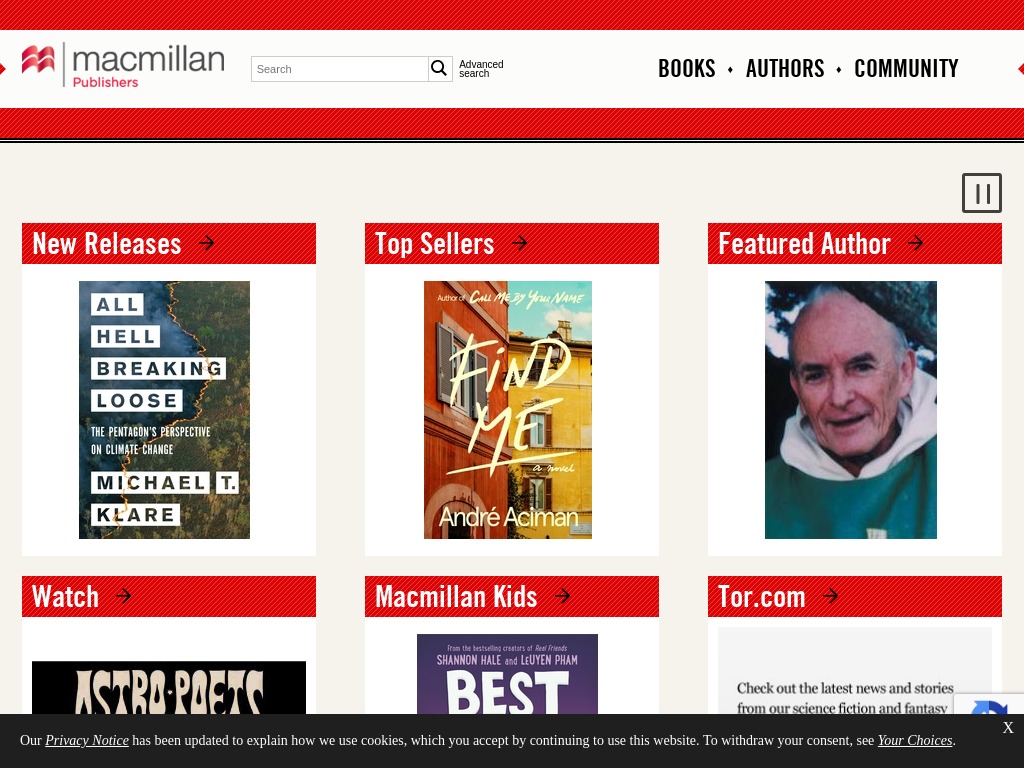 macmillan
Publishers
Search
Advanced
search
BOOKS ♦ AUTHORS ♦ COMMUNITY
New Releases →
ALL
HELL
BREAKING
LOOSE
THE PENTAGON'S PERSPECTIVE
ON CLIMATE CHANGE
MICHAEL T.
KLARE
Top Sellers →
Author of CALL ME BY YOUR NAME
FIND
ME
a novel
André Aciman
Featured Author →
Watch →
ASTRO POETS
Macmillan Kids →
From the bestselling creators of Real Friends
SHANNON HALE and LEUYEN PHAM
BEST
Tor.com →
Check out the latest news and stories
from our science fiction and fantasy
Our Privacy Notice has been updated to explain how we use cookies, which you accept by continuing to use this website. To withdraw your consent, see Your Choices.
X